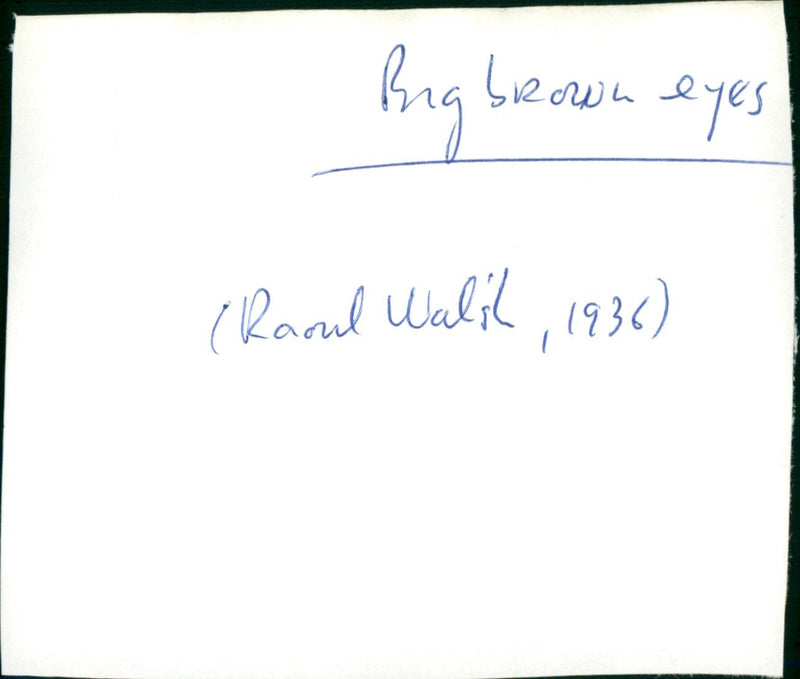 Big brown eyes
(Raoul Walsh, 1936)